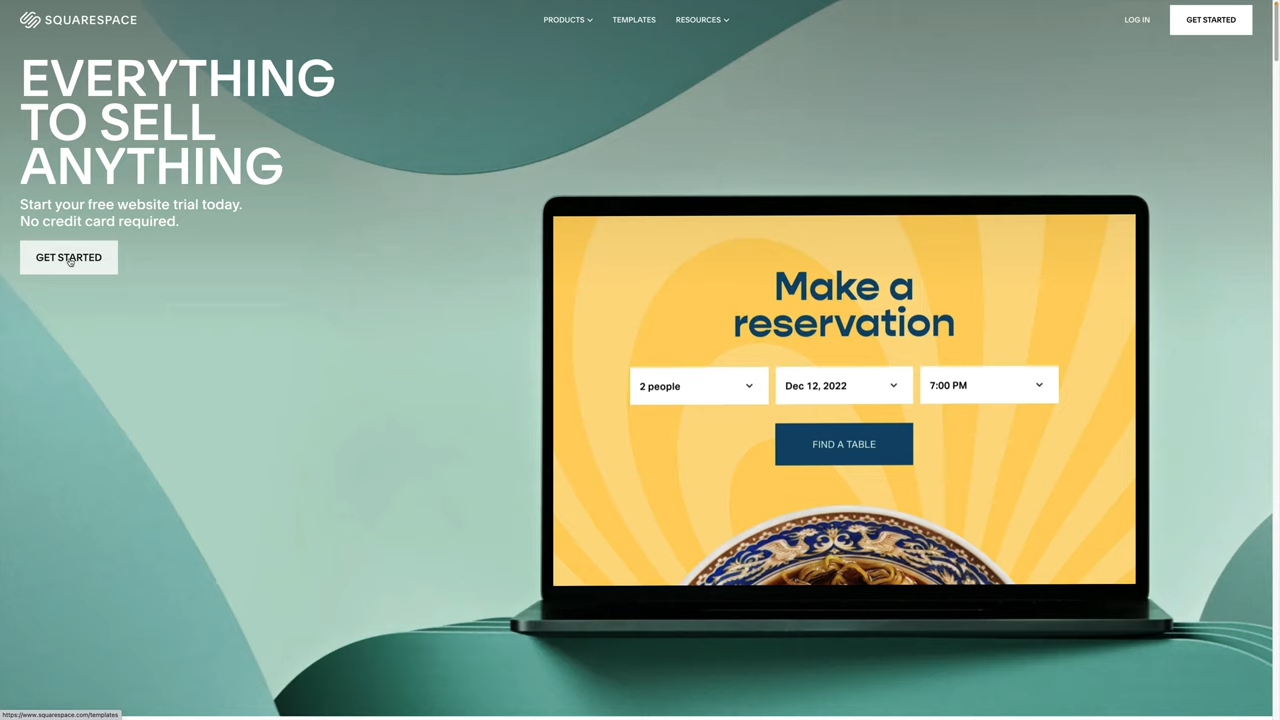 SQUARESPACE
PRODUCTS
TEMPLATES
RESOURCES
LOG IN
GET STARTED
EVERYTHING
TO SELL
ANYTHING
Start your free website trial today.
No credit card required.
GET STARTED
Make a
reservation
2 people
Dec 12, 2022
7:00 PM
FIND A TABLE
https://www.squarespace.com/templates